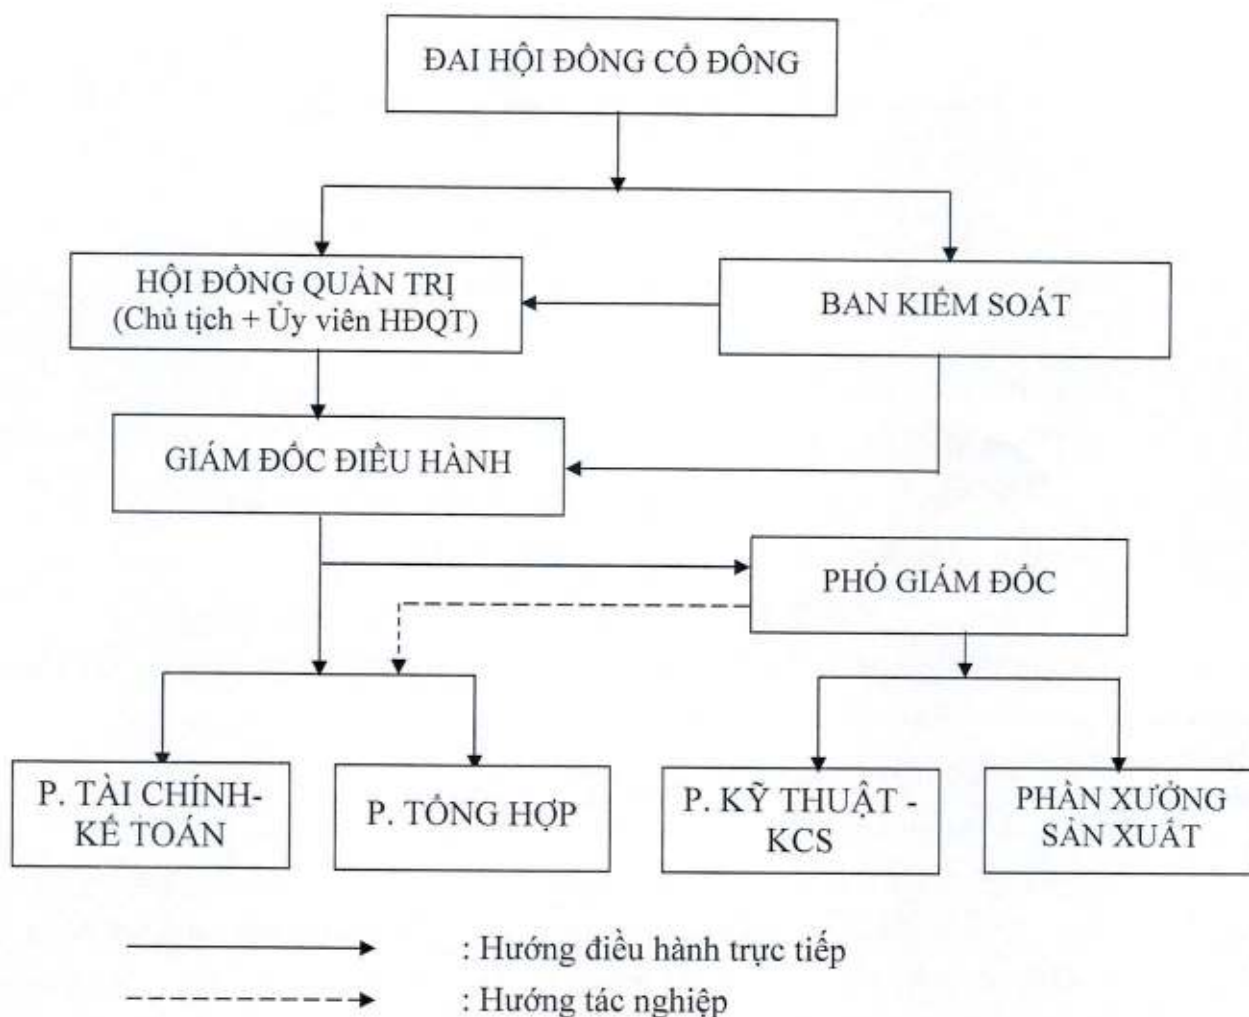 ĐAI HỘI ĐỒNG CỔ ĐÔNG
HỘI ĐỒNG QUẢN TRỊ
(Chủ tịch + Ủy viên HĐQT)
BAN KIỂM SOÁT
GIÁM ĐỐC ĐIỀU HÀNH
PHÓ GIÁM ĐỐC
P. TÀI CHÍNH-
KẾ TOÁN
P. TỔNG HỢP
P. KỸ THUẬT -
KCS
PHÂN XƯỞNG
SẢN XUẤT
: Hướng điều hành trực tiếp
: Hướng tác nghiệp